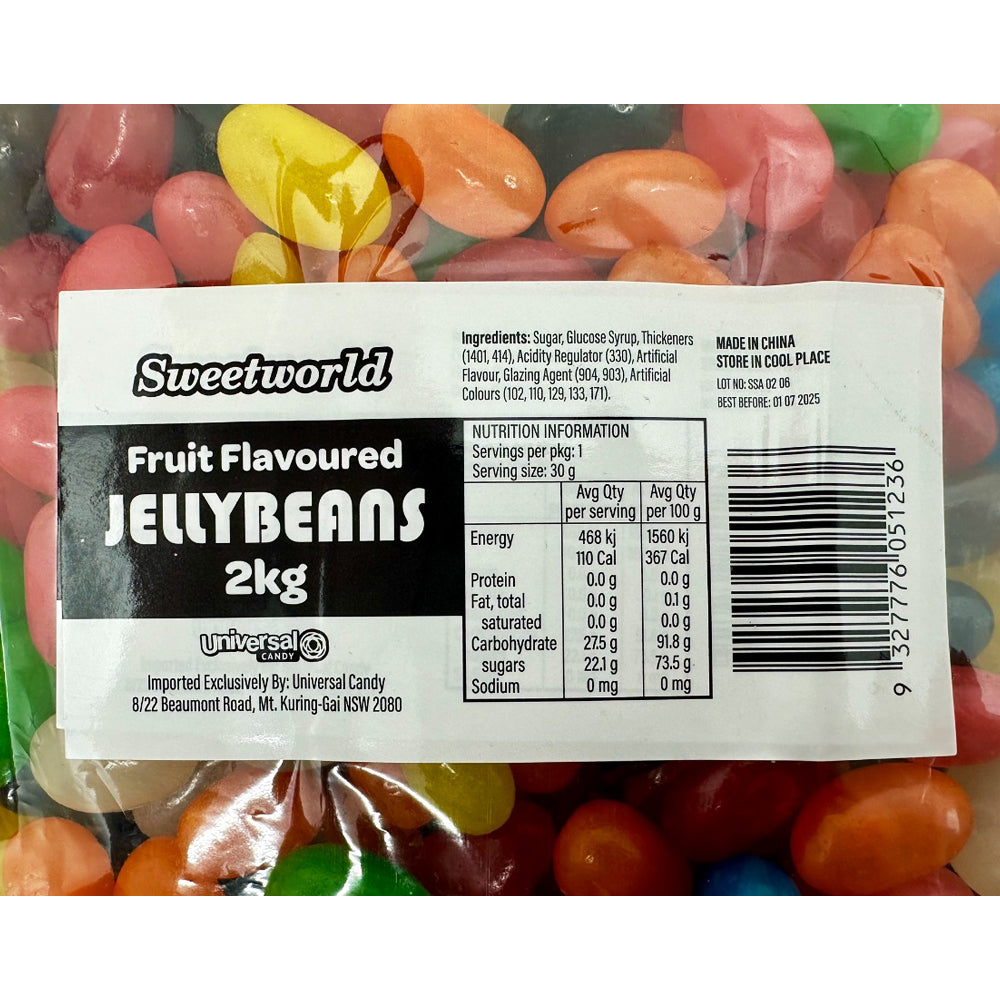 Sweetworld
Fruit Flavoured
JELLYBEANS
2kg
Universal
CANDY
Imported Exclusively By: Universal Candy
8/22 Beaumont Road, Mt. Kuring-Gai NSW 2080
Ingredients: Sugar, Glucose Syrup, Thickeners
(1401, 414), Acidity Regulator (330), Artificial
Flavour, Glazing Agent (904, 903), Artificial
Colours (102, 110, 129, 133, 171).
NUTRITION INFORMATION
Servings per pkg: 1
Serving size: 30 g
Avg Qty Avg Qty
per serving per 100 g
Energy 468 kj 1560 kj
110 Cal 367 Cal
Protein 0.0 g 0.0 g
Fat, total 0.0 g 0.1 g
saturated 0.0 g 0.0 g
Carbohydrate 27.5 g 91.8 g
sugars 22.1 g 73.5 g
Sodium 0 mg 0 mg
MADE IN CHINA
STORE IN COOL PLACE
LOT NO: SSA 02 06
BEST BEFORE: 01 07 2025
9 327776 051236